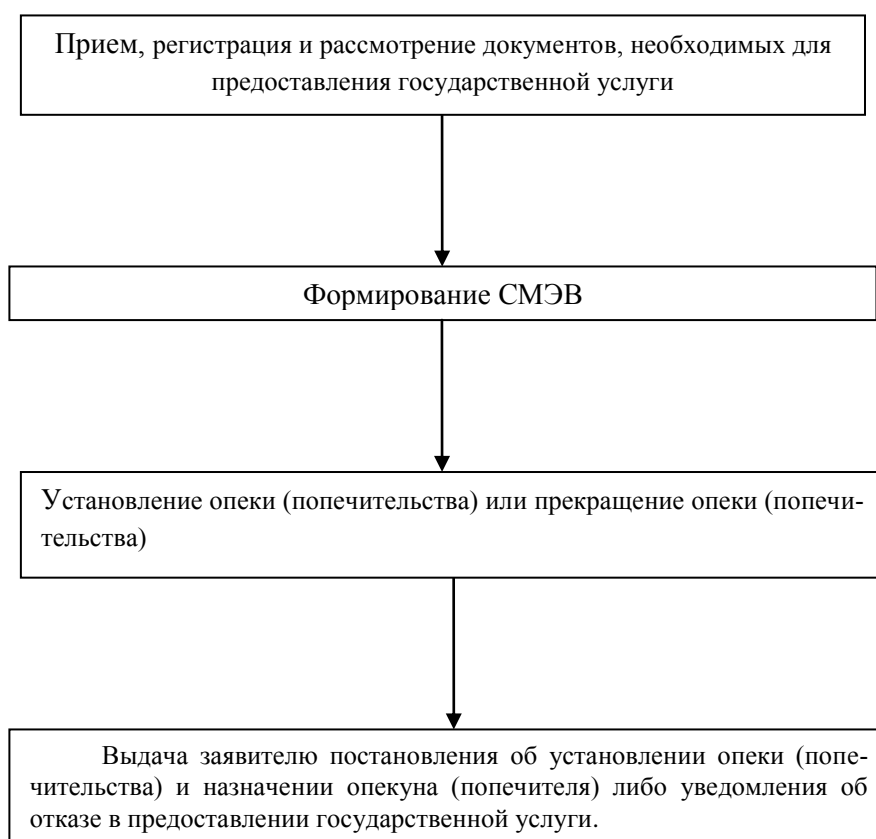 Прием, регистрация и рассмотрение документов, необходимых для
предоставления государственной услуги
Формирование СМЭВ
Установление опеки (попечительства) или прекращение опеки (попечи-
тельства)
Выдача заявителю постановления об установлении опеки (попе-
чительства) и назначении опекуна (попечителя) либо уведомления об
отказе в предоставлении государственной услуги.